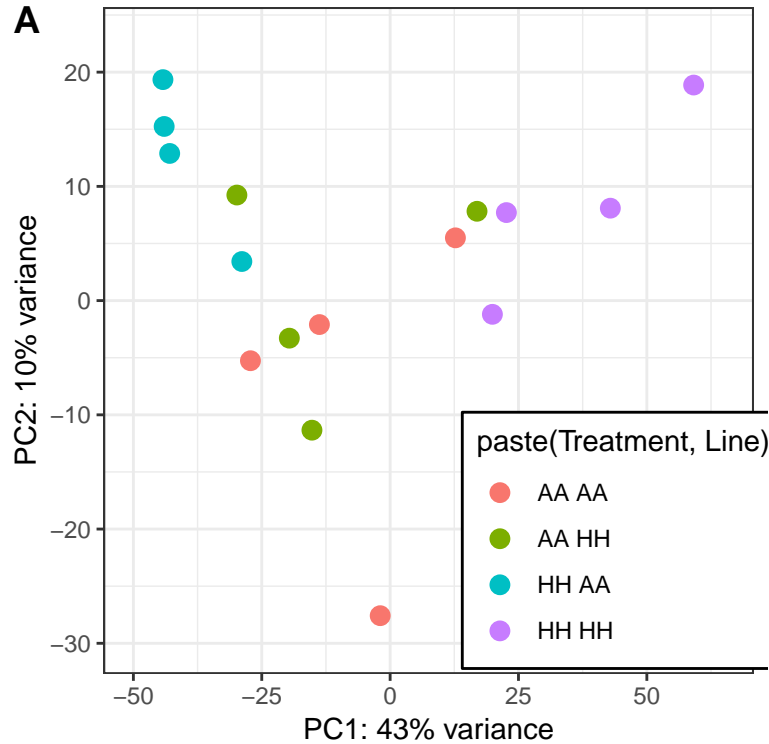 A
20
10
0
−10
−20
−30
PC2: 10% variance
−50
−25
0
25
50
PC1: 43% variance
paste(Treatment, Line)
AA AA
AA HH
HH AA
HH HH